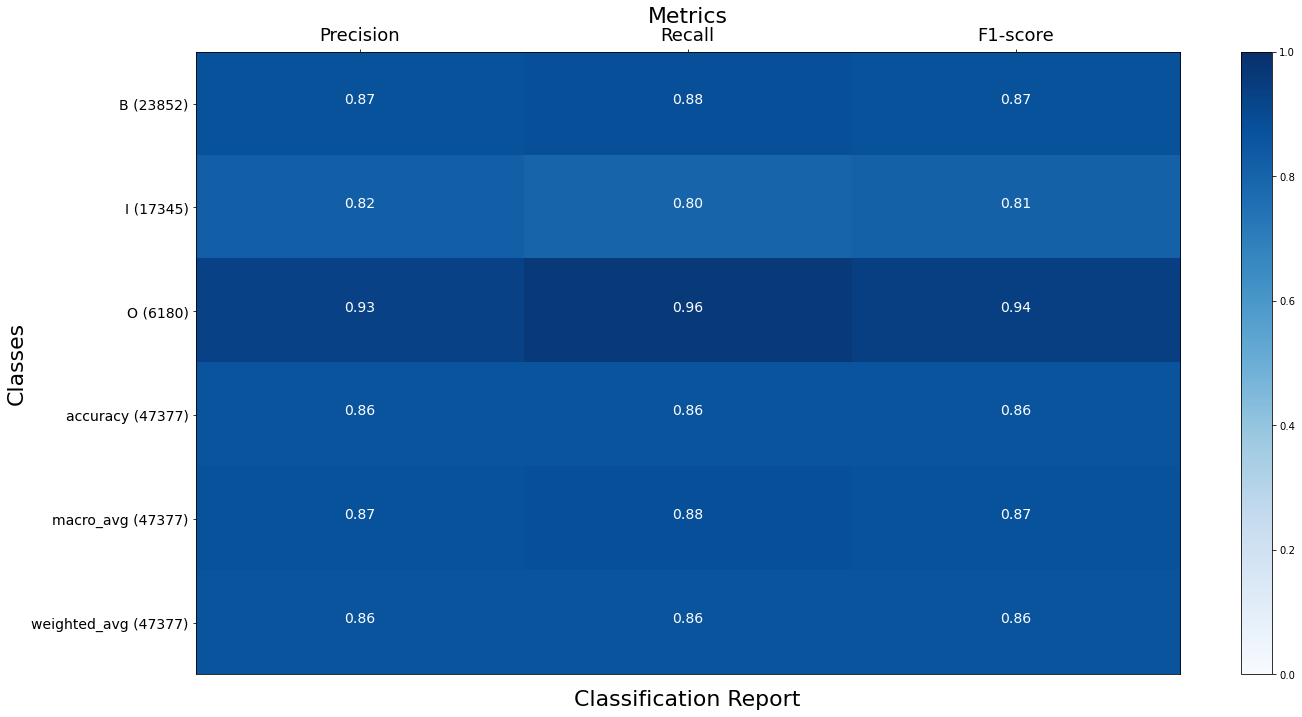 Metrics
Precision Recall F1-score
B (23852) 0.87 0.88 0.87
I (17345) 0.82 0.80 0.81
O (6180) 0.93 0.96 0.94
accuracy (47377) 0.86 0.86 0.86
macro_avg (47377) 0.87 0.88 0.87
weighted_avg (47377) 0.86 0.86 0.86
Classes
Classification Report
1.0
0.8
0.6
0.4
0.2
0.0